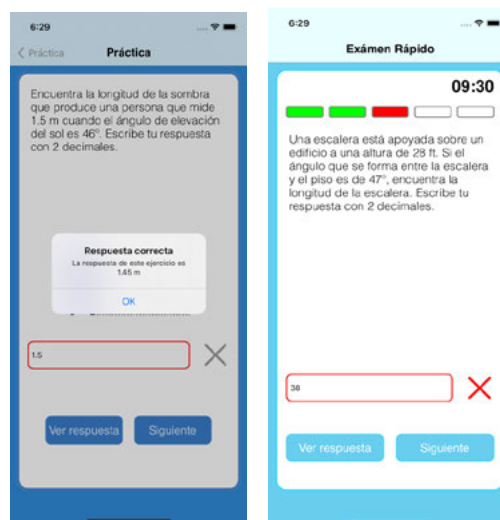 6:29
Práctica
Práctica
Encuentra la longitud de la sombra
que produce una persona que mide
1.5 m cuando el ángulo de elevación
del sol es 46º. Escribe tu respuesta
con 2 decimales.
Respuesta correcta
La respuesta de este ejercicio es
1.45 m
OK
1.5
Ver respuesta
Siguiente
6:29
Exámen Rápido
09:30
Una escalera está apoyada sobre un
edificio a una altura de 28 ft. Si el
ángulo que se forma entre la escalera
y el piso es de 47°, encuentra la
longitud de la escalera. Escribe tu
respuesta con 2 decimales.
38
Ver respuesta
Siguiente